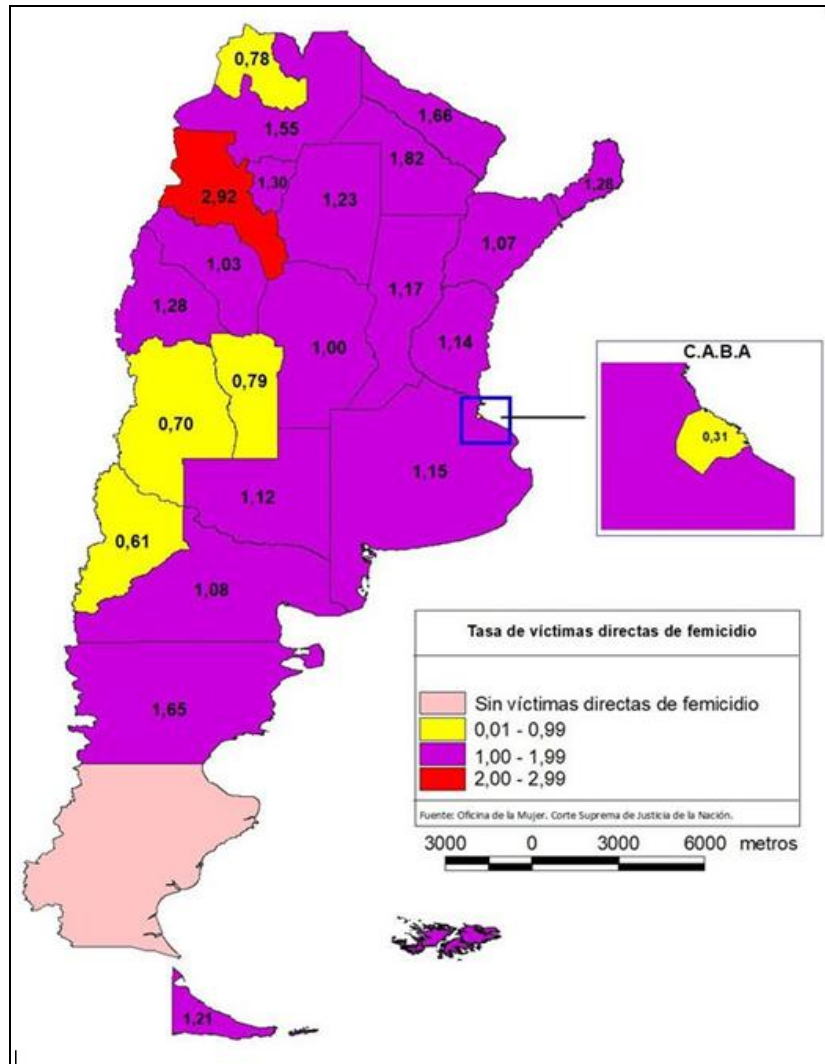 0,78
1,66
1,55
1,82
1,30
1,28
2,92
1,23
1,07
1,03
1,17
1,28
1,14
1,00
C.A.B.A
0,79
0,70
0,31
1,15
1,12
0,61
1,08
Tasa de víctimas directas de femicidio
1,65
Sin víctimas directas de femicidio
0,01 - 0,99
1,00 - 1,99
2,00 - 2,99
Fuente: Oficina de la Mujer. Corte Suprema de Justicia de la Nación.
3000 0 3000 6000 metros
1,21